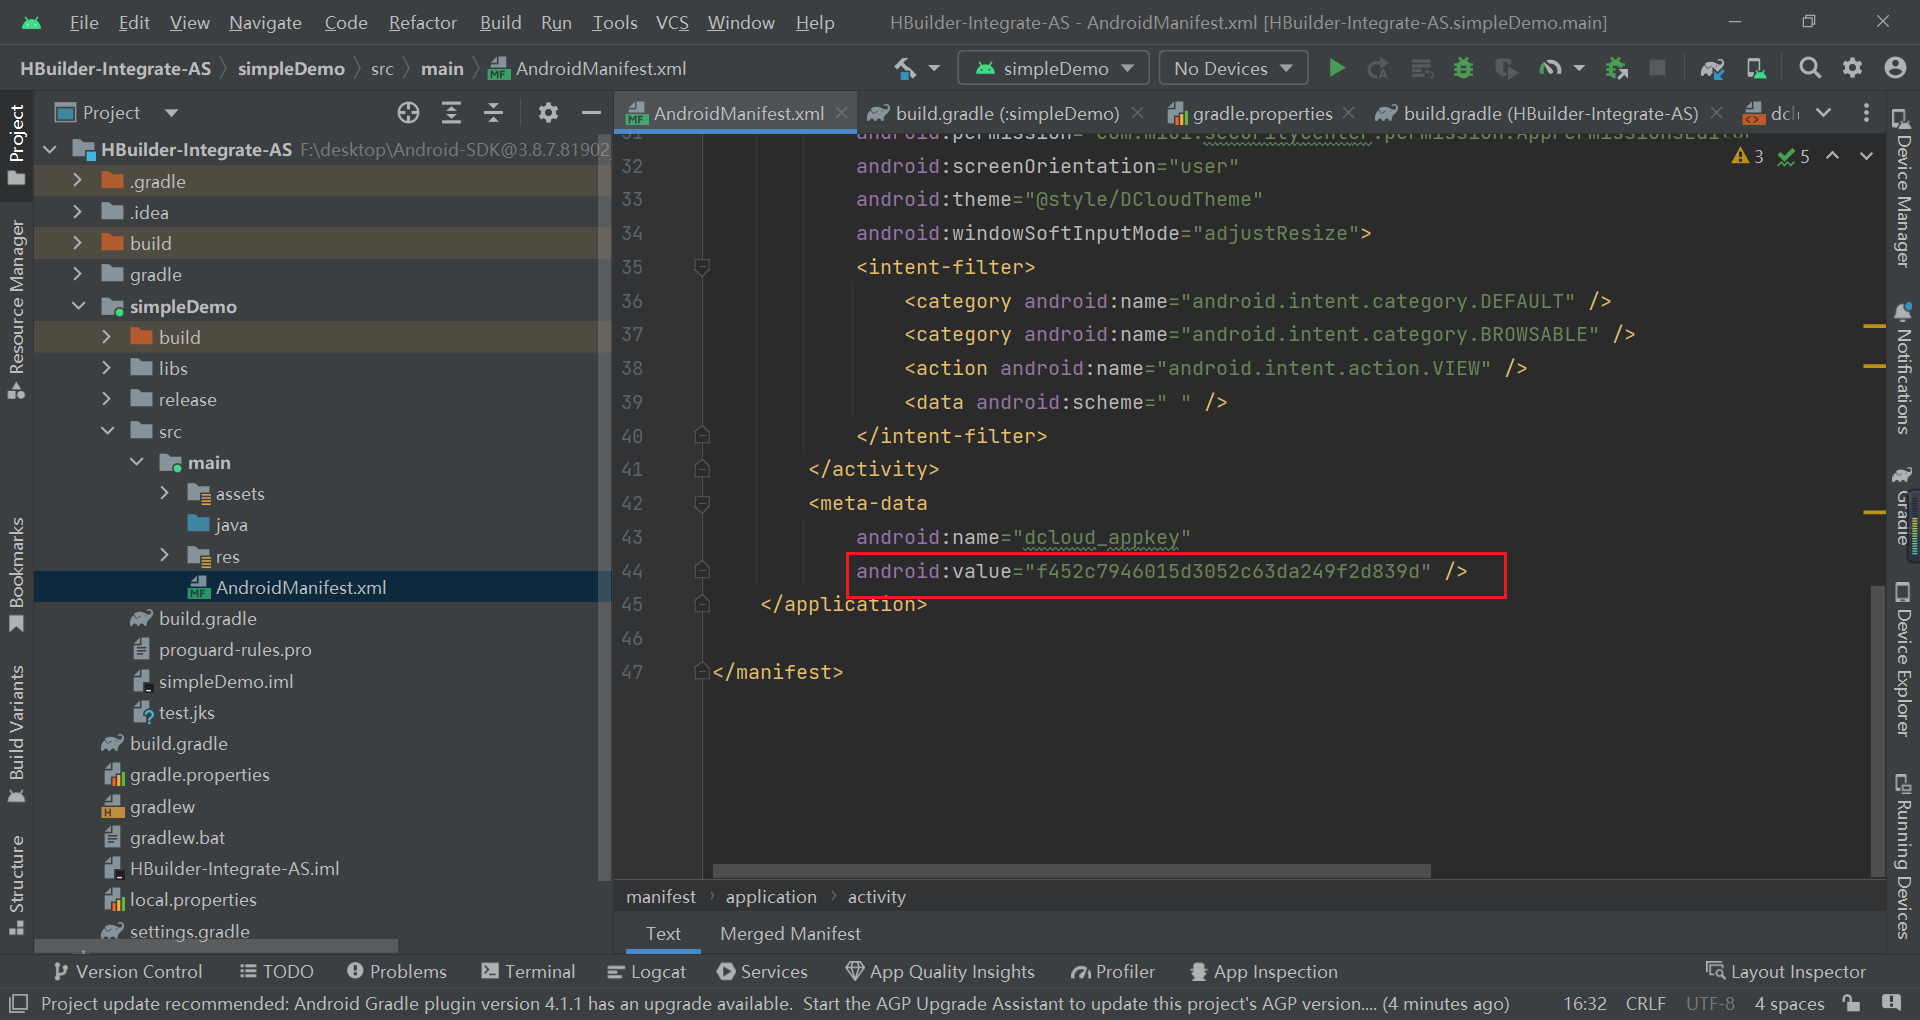 File Edit View Navigate Code Refactor Build Run Tools VCS Window Help HBuilder-Integrate-AS - AndroidManifest.xml [HBuilder-Integrate-AS.simpleDemo.main]
HBuilder-Integrate-AS simpleDemo src main AndroidManifest.xml simpleDemo No Devices
Project
Resource Manager
Bookmarks
Build Variants
Structure
Project
HBuilder-Integrate-AS F:\desktop\Android-SDK@3.8.7.81902
.gradle
.idea
build
gradle
simpleDemo
build
libs
release
src
main
assets
java
res
AndroidManifest.xml
build.gradle
proguard-rules.pro
simpleDemo.iml
test.jks
build.gradle
gradle.properties
gradlew
gradlew.bat
HBuilder-Integrate-AS.iml
local.properties
settings.gradle
AndroidManifest.xml build.gradle (:simpleDemo) gradle.properties build.gradle (HBuilder-Integrate-AS) dcl
3 5
31 android:permission="com.miui.securitycenter.permission.AppPermissionsEditor"
32 android:screenOrientation="user"
33 android:theme="@style/DCloudTheme"
34 android:windowSoftInputMode="adjustResize">
35 <intent-filter>
36 <category android:name="android.intent.category.DEFAULT" />
37 <category android:name="android.intent.category.BROWSABLE" />
38 <action android:name="android.intent.action.VIEW" />
39 <data android:scheme=" " />
40 </intent-filter>
41 </activity>
42 <meta-data
43 android:name="dcloud_appkey"
44 android:value="f452c7946015d3052c63da249f2d839d" />
45 </application>
46
47 </manifest>
manifest application activity
Text Merged Manifest
Device Manager
Notifications
Gradle
Device Explorer
Running Devices
Version Control TODO Problems Terminal Logcat Services App Quality Insights Profiler App Inspection Layout Inspector
Project update recommended: Android Gradle plugin version 4.1.1 has an upgrade available. Start the AGP Upgrade Assistant to update this project's AGP version.... (4 minutes ago) 16:32 CRLF UTF-8 4 spaces